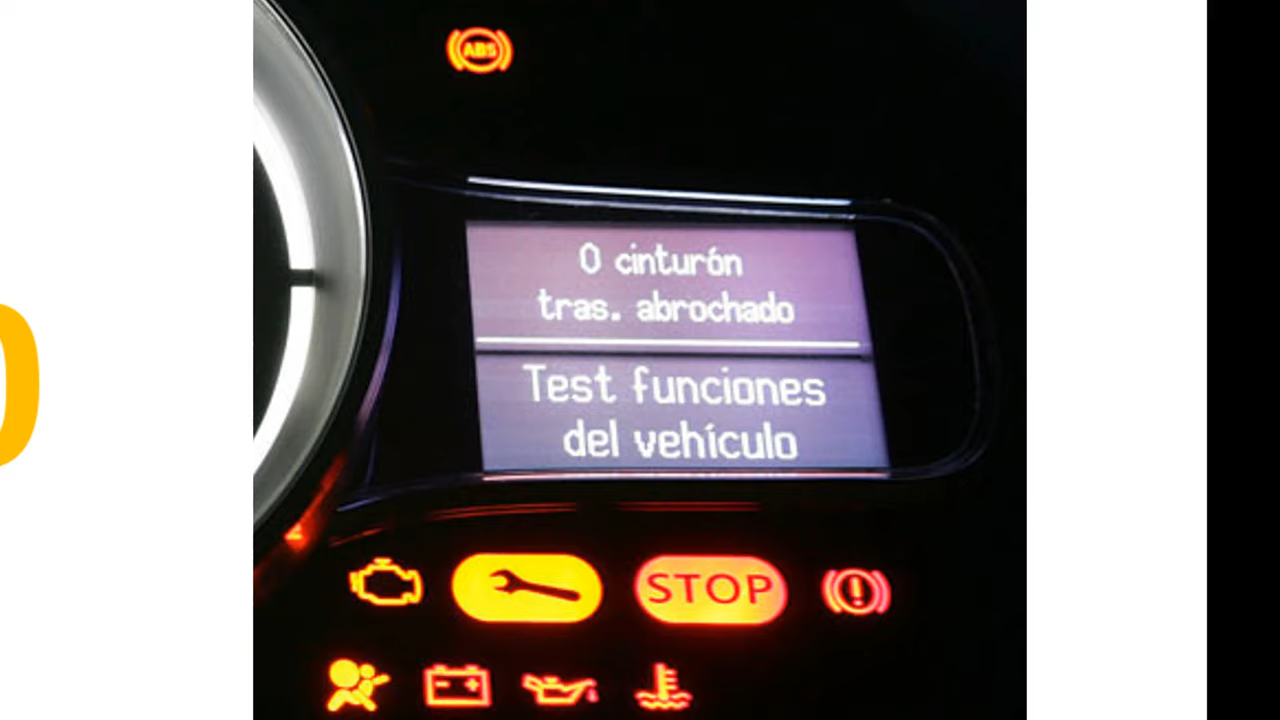 ABS
0 cinturón
tras. abrochado
Test funciones
del vehículo
STOP